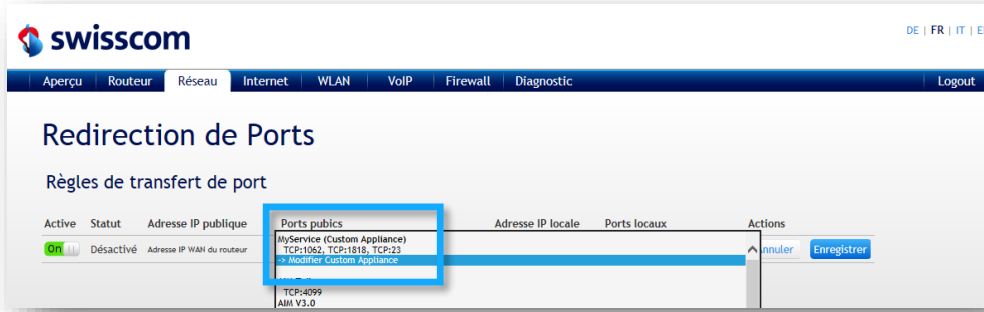 swisscom
DE | FR | IT |
Aperçu Routeur Réseau Internet WLAN VoIP Firewall Diagnostic Logout
Redirection de Ports
Règles de transfert de port
Active Statut Adresse IP publique Ports pubics Adresse IP locale Ports locaux Actions
On Désactivé Adresse IP WAN du routeur Annuler Enregistrer
MyService (Custom Appliance)
TCP:1062, TCP:1818, TCP:23
-> Modifier Custom Appliance
TCP:4099
AIM V3.0